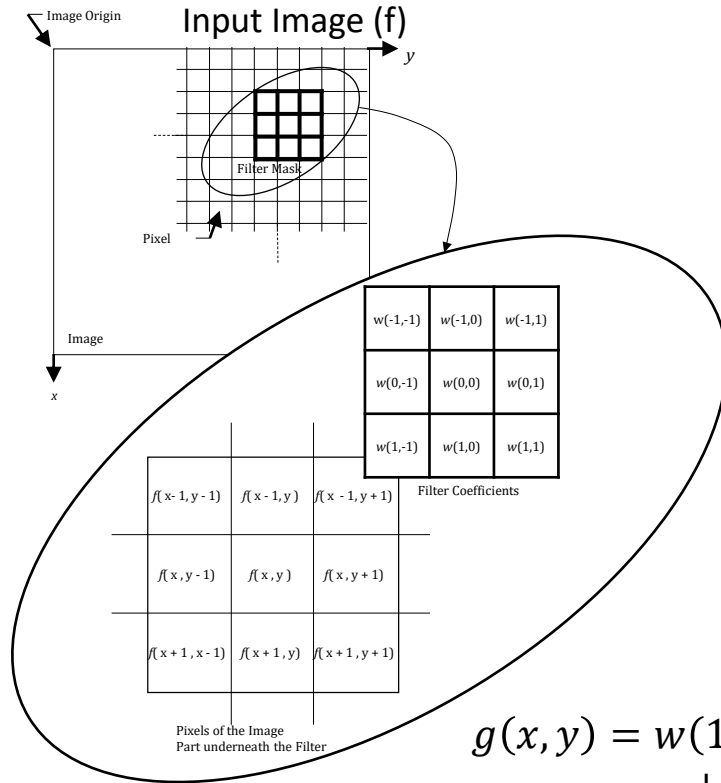 Image Origin
Input Image (f)
y
Filter Mask
Pixel
Image
x
w(-1,-1) w(-1,0) w(-1,1)
w(0,-1) w(0,0) w(0,1)
w(1,-1) w(1,0) w(1,1)
Filter Coefficients
f( x- 1, y - 1) f( x - 1, y ) f( x - 1, y + 1)
f( x , y - 1) f( x , y ) f( x , y + 1)
f( x + 1 , x - 1) f( x + 1, y) f( x + 1 , y + 1)
Pixels of the Image
Part underneath the Filter
g(x, y) = w(1